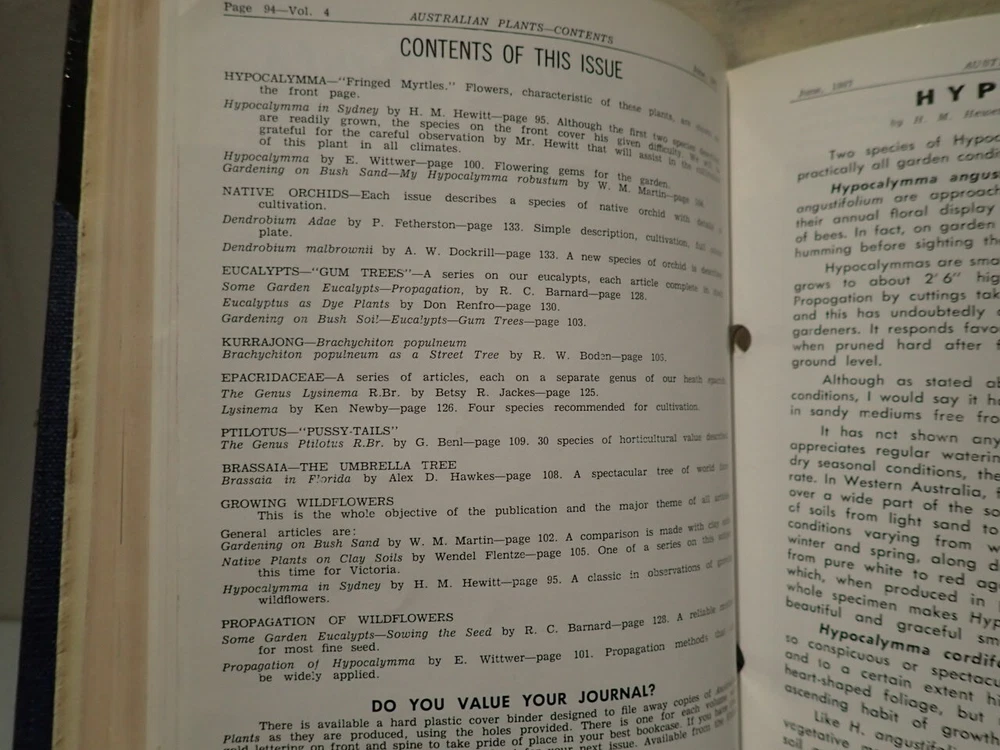 Page 94—Vol. 4
AUSTRALIAN PLANTS—CONTENTS
CONTENTS OF THIS ISSUE
HYPOCALYMMA—"Fringed Myrtles." Flowers, characteristic of these plants, are
the front page.
Hypocalymma in Sydney by H. M. Hewitt—page 95. Although the first two species
are readily grown, the species on the front cover his given difficulty. We
grateful for the careful observation by Mr. Hewitt that will assist in the
of this plant in all climates.
Hypocalymma by E. Wittwer—page 100. Flowering gems for the garden.
Gardening on Bush Sand—My Hypocalymma robustum by W. M. Martin—page
NATIVE ORCHIDS—Each issue describes a species of native orchid with
cultivation.
Dendrobium Adae by P. Fetherston—page 133. Simple description, cultivation, full
plate.
Dendrobium malbrownii by A. W. Dockrill—page 133. A new species of orchid is
EUCALYPTS—"GUM TREES"—A series on our eucalypts, each article complete in
Some Garden Eucalypts—Propagation, by R. C. Barnard—page 128.
Eucalyptus as Dye Plants by Don Renfro—page 130.
Gardening on Bush Soil—Eucalypts—Gum Trees—page 103.
KURRAJONG—Brachychiton populneum
Brachychiton populneum as a Street Tree by R. W. Boden—page 105.
EPACRIDACEAE—A series of articles, each on a separate genus of our heath
The Genus Lysinema R.Br. by Betsy R. Jackes—page 125.
Lysinema by Ken Newby—page 126. Four species recommended for cultivation.
PTILOTUS—"PUSSY-TAILS"
The Genus Ptilotus R.Br. by G. Benl—page 109. 30 species of horticultural value described
BRASSAIA—THE UMBRELLA TREE
Brassaia in Florida by Alex D. Hawkes—page 108. A spectacular tree of world
GROWING WILDFLOWERS
This is the whole objective of the publication and the major theme of all
General articles are:
Gardening on Bush Sand by W. M. Martin—page 102. A comparison is made with clay
Native Plants on Clay Soils by Wendel Flentze—page 105. One of a series on this
this time for Victoria.
Hypocalymma in Sydney by H. M. Hewitt—page 95. A classic in observations of
wildflowers.
PROPAGATION OF WILDFLOWERS
Some Garden Eucalypts—Sowing the Seed by R. C. Barnard—page 128. A reliable
for most fine seed.
Propagation of Hypocalymma by E. Wittwer—page 101. Propagation methods that
be widely applied.
DO YOU VALUE YOUR JOURNAL?
There is available a hard plastic cover binder designed to file away copies of
Plants as they are produced, using the holes provided. There is one for each volume
gold lettering on front and spine to take pride of place in your best bookcase. If you have
your next issue. Available from
June, 1967
HYP
by H. M. Hewi
Two species of Hypoc
practically all garden condi
Hypocalymma angus
angustifolium are approach
their annual floral display
of bees. In fact, on garden
humming before sighting th
Hypocalymmas are sma
grows to about 2' 6" hig
Propogation by cuttings tak
and this has undoubtedly
gardeners. It responds favo
when pruned hard after
ground level.
Although as stated ab
conditions, I would say it ha
in sandy mediums free fro
It has not shown any
appreciates regular waterin
dry seasonal conditions, the
rate. In Western Australia,
over a wide part of the so
of soils from light sand to
conditions varying from w
winter and spring, along d
from pure white to red ag
which, when produced in
whole specimen makes Hyp
beautiful and graceful sm
Hypocalymma cordifo
so conspicuous or spectacu
and to a certain extent hi
heart-shaped foliage, but
ascending habit of growth
Like H. angustifoli
vegetative m
soil